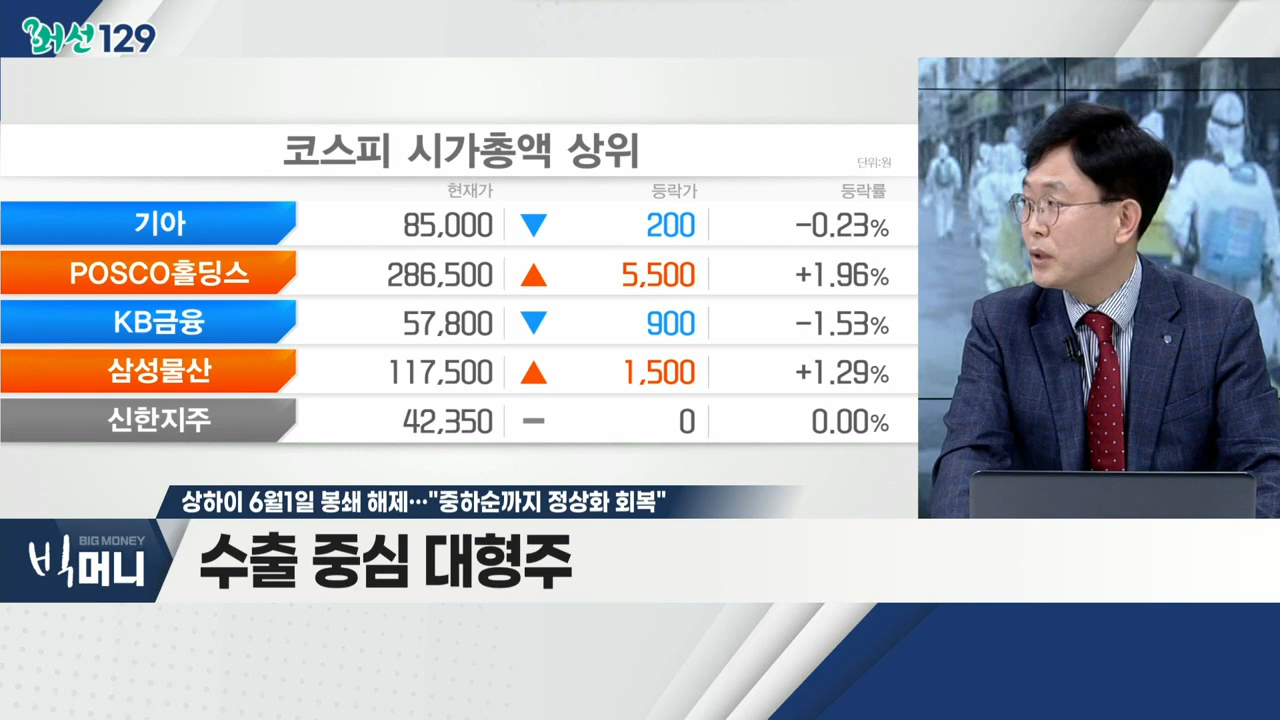 머선129
코스피 시가총액 상위
단위:원
현재가 등락가 등락률
기아 85,000 ▼ 200 -0.23%
POSCO홀딩스 286,500 ▲ 5,500 +1.96%
KB금융 57,800 ▼ 900 -1.53%
삼성물산 117,500 ▲ 1,500 +1.29%
신한지주 42,350 - 0 0.00%
상하이 6월1일 봉쇄 해제…"중하순까지 정상화 회복"
BIG MONEY
빅머니
수출 중심 대형주